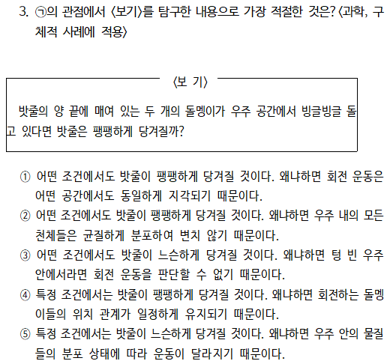 3. ㉠의 관점에서 〈보기〉를 탐구한 내용으로 가장 적절한 것은?〈과학, 구
체적 사례에 적용〉
〈보 기〉
밧줄의 양 끝에 매여 있는 두 개의 돌멩이가 우주 공간에서 빙글빙글 돌
고 있다면 밧줄은 팽팽하게 당겨질까?
① 어떤 조건에서도 밧줄이 팽팽하게 당겨질 것이다. 왜냐하면 회전 운동은
어떤 공간에서도 동일하게 지각되기 때문이다.
② 어떤 조건에서도 밧줄이 팽팽하게 당겨질 것이다. 왜냐하면 우주 내의 모든
천체들은 균질하게 분포하여 변치 않기 때문이다.
③ 어떤 조건에서도 밧줄이 느슨하게 당겨질 것이다. 왜냐하면 텅 빈 우주
안에서라면 회전 운동을 판단할 수 없기 때문이다.
④ 특정 조건에서는 밧줄이 팽팽하게 당겨질 것이다. 왜냐하면 회전하는 돌멩
이들의 위치 관계가 일정하게 유지되기 때문이다.
⑤ 특정 조건에서는 밧줄이 느슨하게 당겨질 것이다. 왜냐하면 우주 안의 물질
들의 분포 상태에 따라 운동이 달라지기 때문이다.